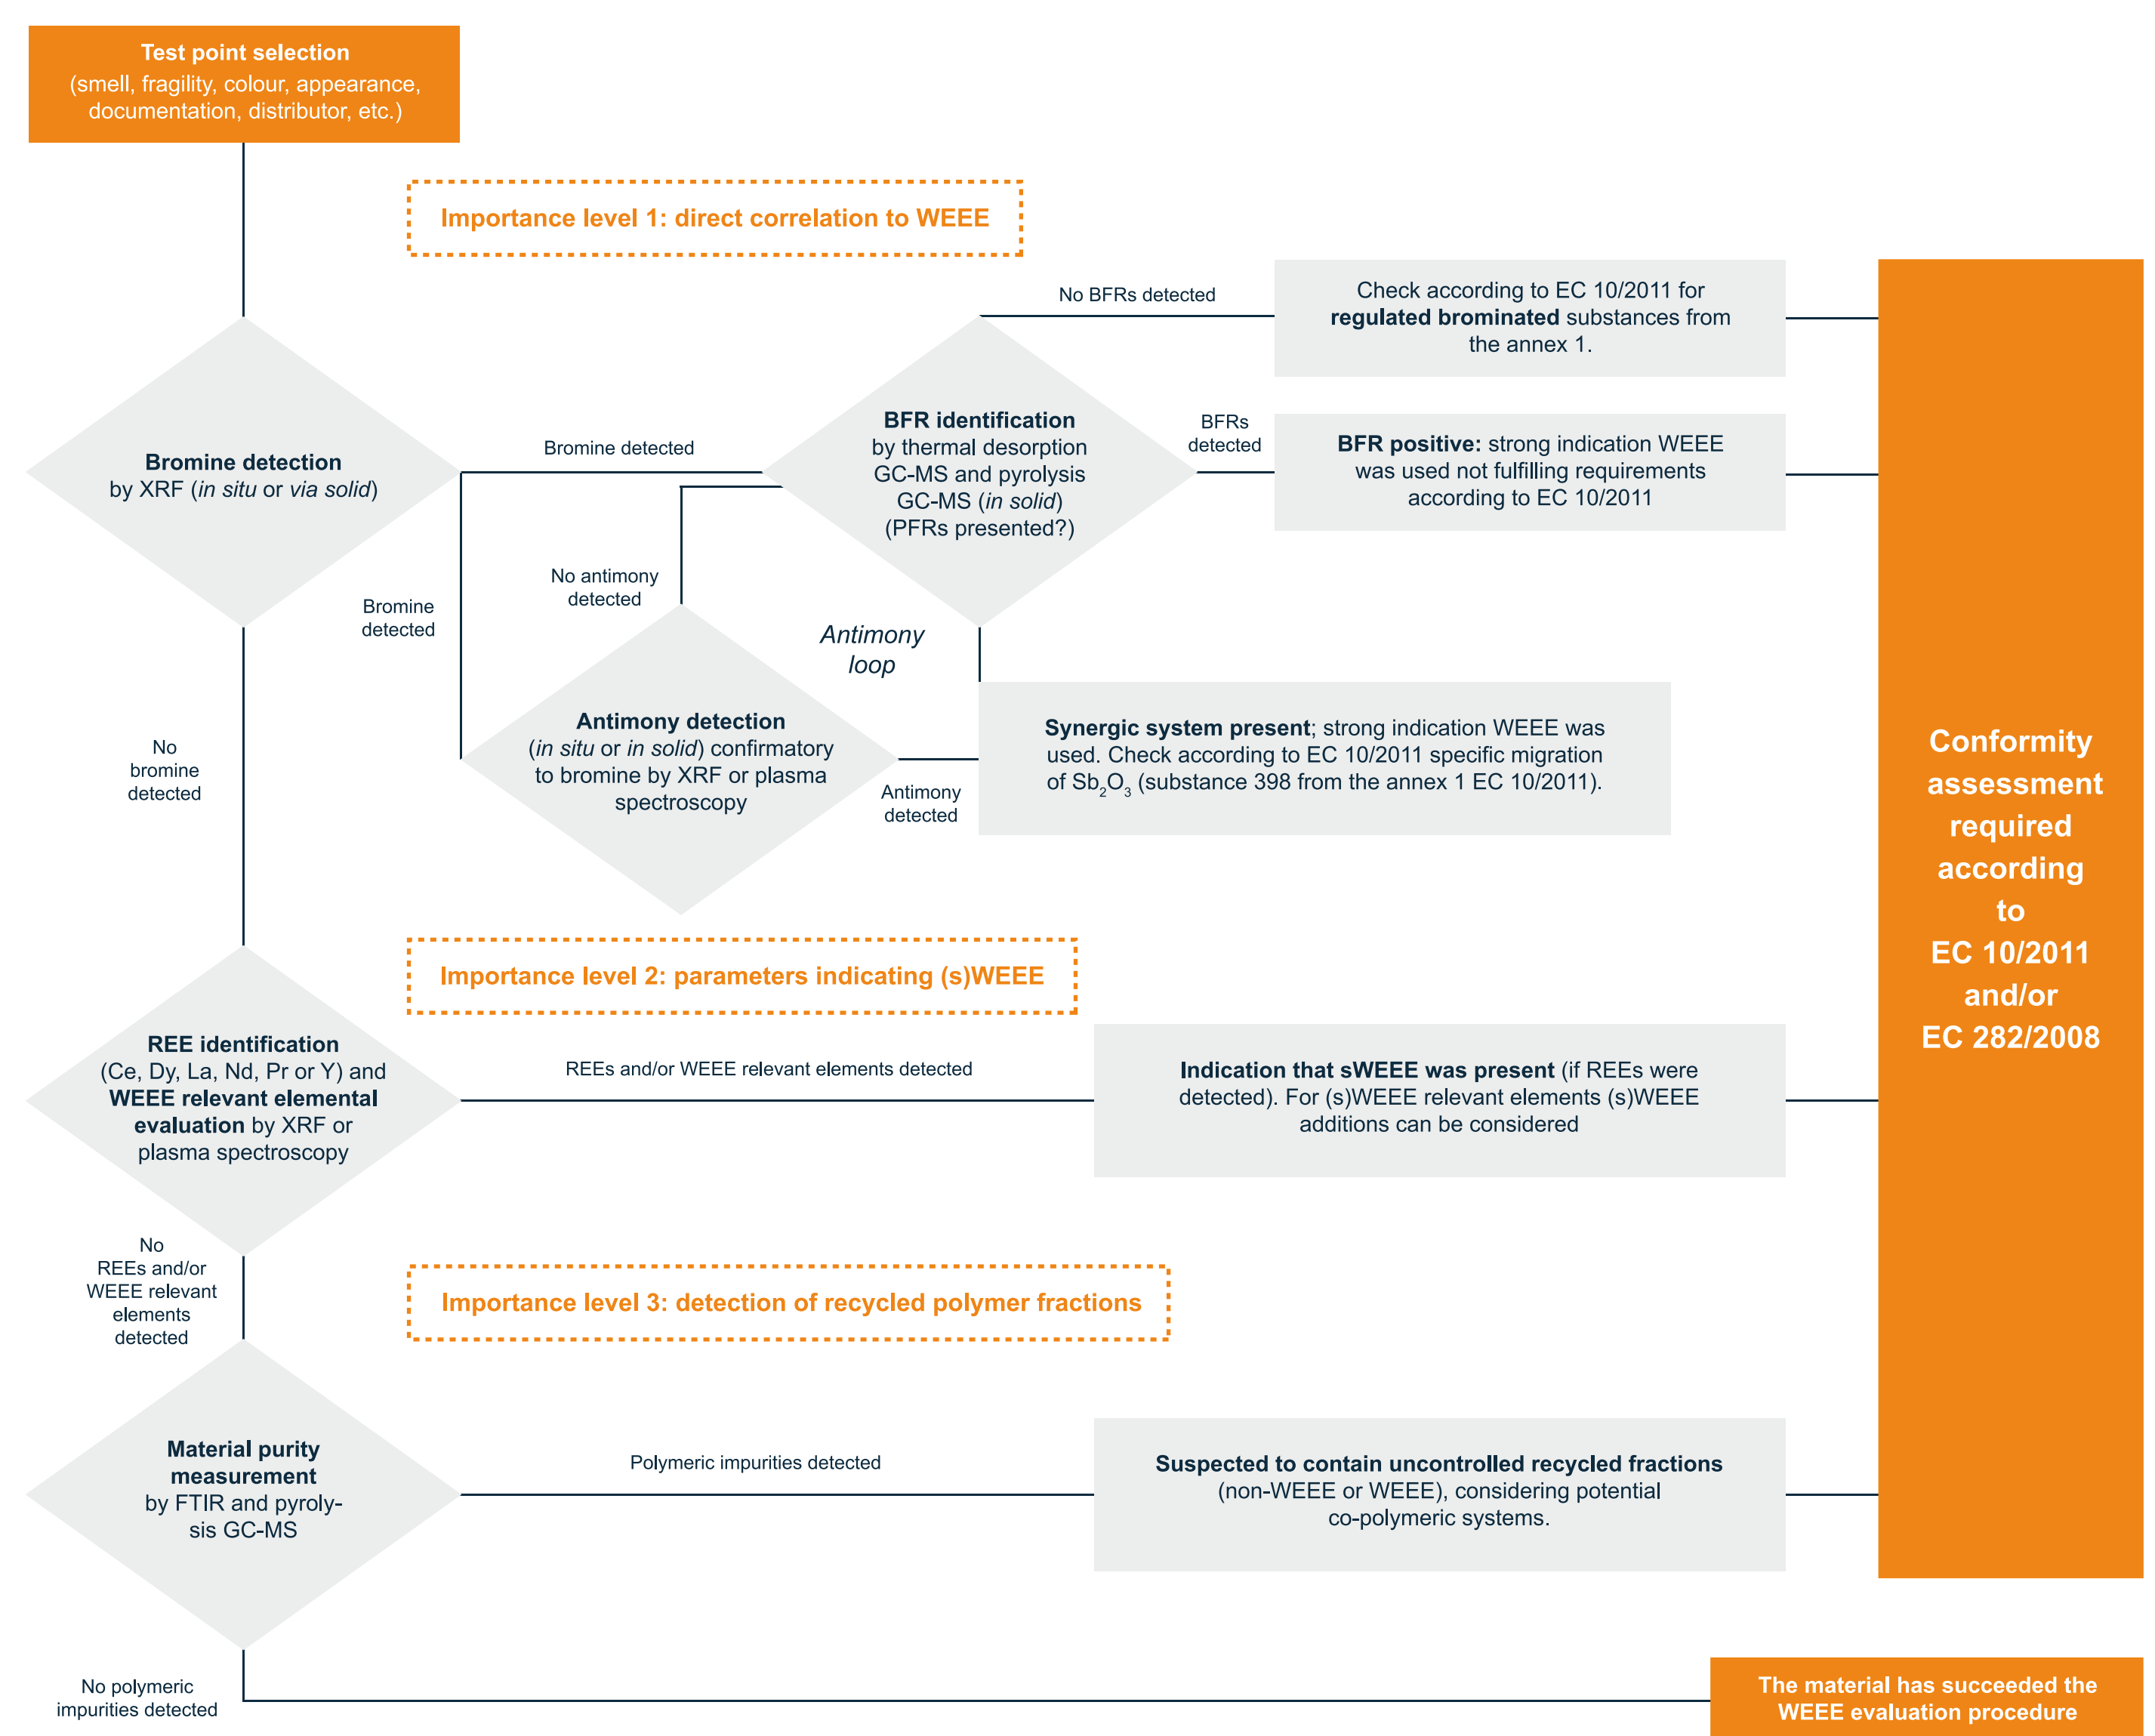 Test point selection
(smell, fragility, colour, appearance,
documentation, distributor, etc.)
Importance level 1: direct correlation to WEEE
No BFRs detected
Check according to EC 10/2011 for
regulated brominated substances from
the annex 1.
Bromine detection
by XRF (in situ or via solid)
Bromine detected
BFR identification
by thermal desorption
GC-MS and pyrolysis
GC-MS (in solid)
(PFRs presented?)
BFRs
detected
BFR positive: strong indication WEEE
was used not fulfilling requirements
according to EC 10/2011
Bromine
detected
No antimony
detected
Antimony
loop
Antimony detection
(in situ or in solid) confirmatory
to bromine by XRF or plasma
spectroscopy
Antimony
detected
Synergic system present; strong indication WEEE was
used. Check according to EC 10/2011 specific migration
of Sb₂O₃ (substance 398 from the annex 1 EC 10/2011).
No
bromine
detected
Conformity
assessment
required
according
to
EC 10/2011
and/or
EC 282/2008
Importance level 2: parameters indicating (s)WEEE
REE identification
(Ce, Dy, La, Nd, Pr or Y) and
WEEE relevant elemental
evaluation by XRF or
plasma spectroscopy
REEs and/or WEEE relevant elements detected
Indication that sWEEE was present (if REEs were
detected). For (s)WEEE relevant elements (s)WEEE
additions can be considered
No
REEs and/or
WEEE relevant
elements
detected
Importance level 3: detection of recycled polymer fractions
Material purity
measurement
by FTIR and pyroly-
sis GC-MS
Polymeric impurities detected
Suspected to contain uncontrolled recycled fractions
(non-WEEE or WEEE), considering potential
co-polymeric systems.
No polymeric
impurities detected
The material has succeeded the
WEEE evaluation procedure